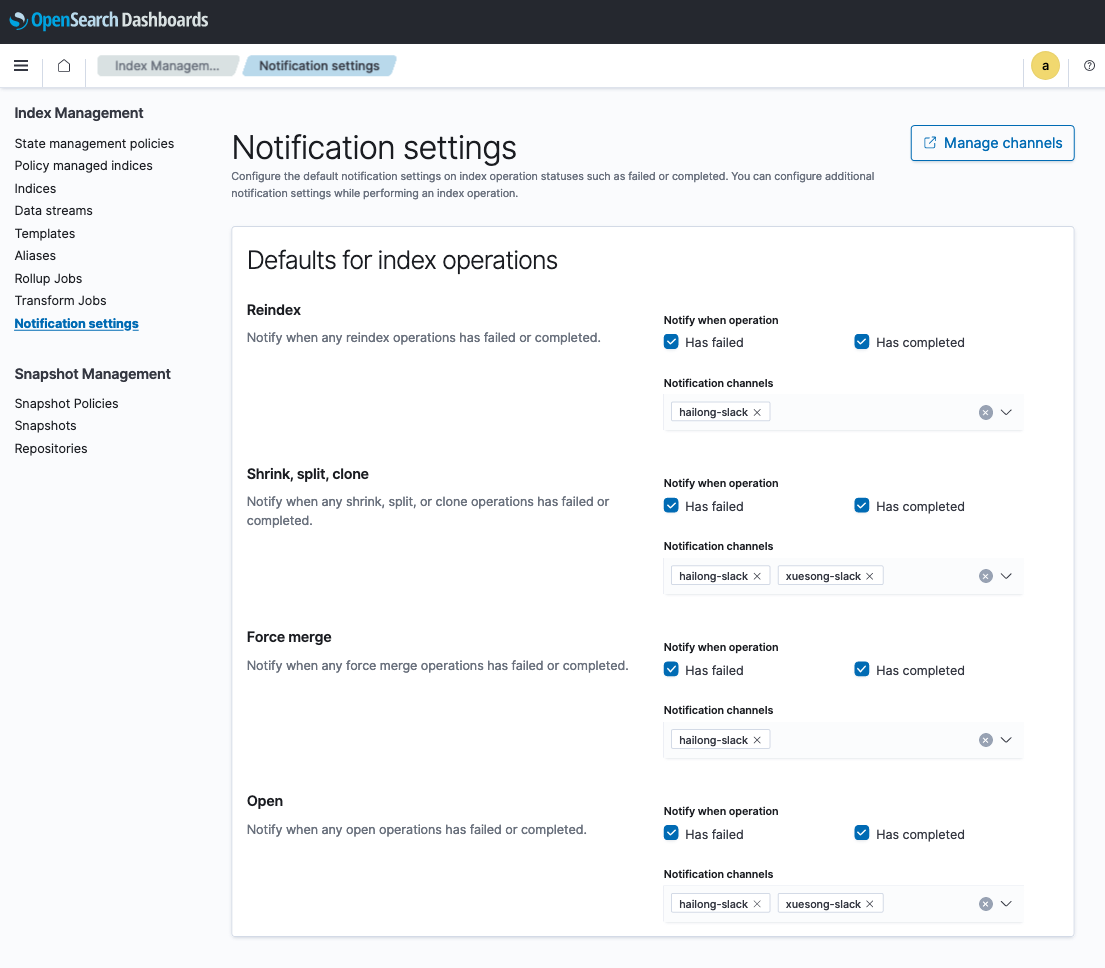 OpenSearch Dashboards
Index Managem...
Notification settings
a
Index Management
State management policies
Policy managed indices
Indices
Data streams
Templates
Aliases
Rollup Jobs
Transform Jobs
Notification settings
Snapshot Management
Snapshot Policies
Snapshots
Repositories
Notification settings
Manage channels
Configure the default notification settings on index operation statuses such as failed or completed. You can configure additional
notification settings while performing an index operation.
Defaults for index operations
Reindex
Notify when any reindex operations has failed or completed.
Notify when operation
Has failed
Has completed
Notification channels
hailong-slack
Shrink, split, clone
Notify when any shrink, split, or clone operations has failed or
completed.
Notify when operation
Has failed
Has completed
Notification channels
hailong-slack
xuesong-slack
Force merge
Notify when any force merge operations has failed or completed.
Notify when operation
Has failed
Has completed
Notification channels
hailong-slack
Open
Notify when any open operations has failed or completed.
Notify when operation
Has failed
Has completed
Notification channels
hailong-slack
xuesong-slack